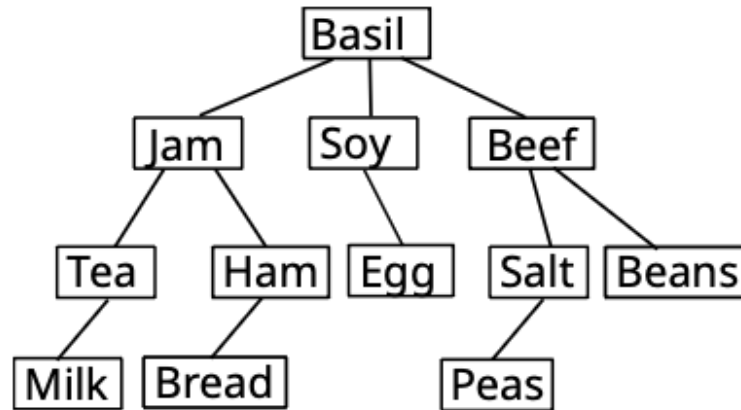 Basil
Jam
Soy
Beef
Tea
Ham
Egg
Salt
Beans
Milk
Bread
Peas